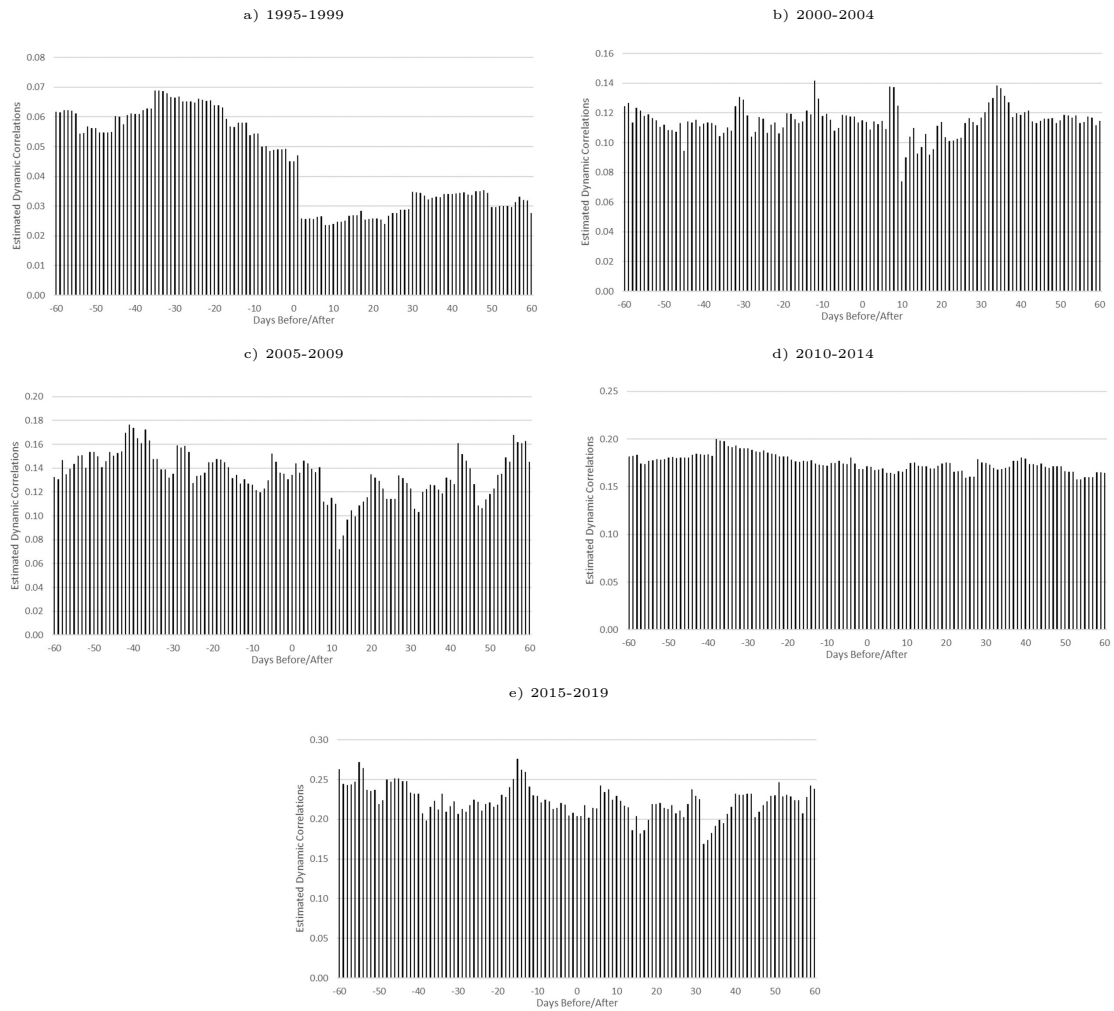 a) 1995-1999
Estimated Dynamic Correlations
0.08
0.07
0.06
0.05
0.04
0.03
0.02
0.01
0.00
-60 -50 -40 -30 -20 -10 0 10 20 30 40 50 60
Days Before/After
b) 2000-2004
Estimated Dynamic Correlations
0.16
0.14
0.12
0.10
0.08
0.06
0.04
0.02
0.00
-60 -50 -40 -30 -20 -10 0 10 20 30 40 50 60
Days Before/After
c) 2005-2009
Estimated Dynamic Correlations
0.20
0.18
0.16
0.14
0.12
0.10
0.08
0.06
0.04
0.02
0.00
-60 -50 -40 -30 -20 -10 0 10 20 30 40 50 60
Days Before/After
d) 2010-2014
Estimated Dynamic Correlations
0.25
0.20
0.15
0.10
0.05
0.00
-60 -50 -40 -30 -20 -10 0 10 20 30 40 50 60
Days Before/After
e) 2015-2019
Estimated Dynamic Correlations
0.30
0.25
0.20
0.15
0.10
0.05
0.00
-60 -50 -40 -30 -20 -10 0 10 20 30 40 50 60
Days Before/After